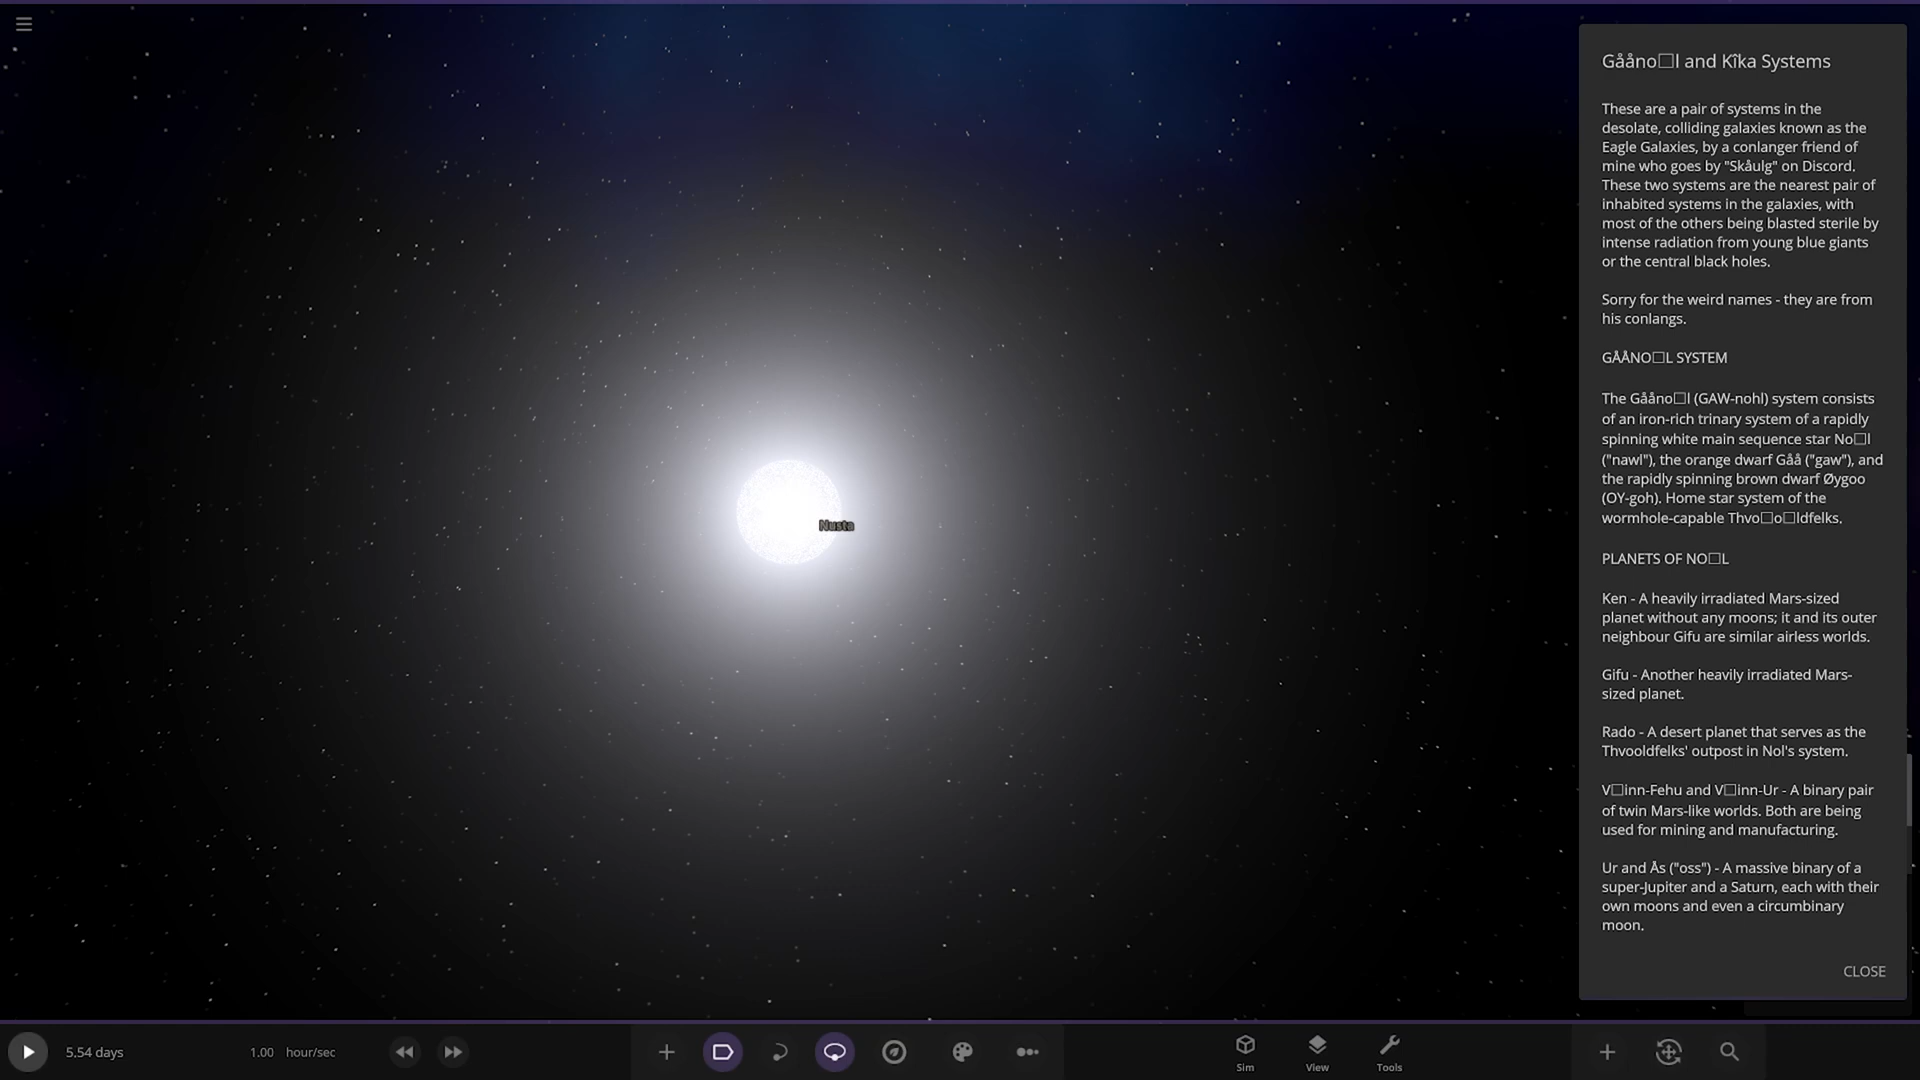 Gååno□l and Kîka Systems
These are a pair of systems in the
desolate, colliding galaxies known as the
Eagle Galaxies, by a conlanger friend of
mine who goes by "Skåulg" on Discord.
These two systems are the nearest pair of
inhabited systems in the galaxies, with
most of the others being blasted sterile by
intense radiation from young blue giants
or the central black holes.
Sorry for the weird names - they are from
his conlangs.
GÅÅNO□L SYSTEM
The Gååno□l (GAW-nohl) system consists
of an iron-rich trinary system of a rapidly
spinning white main sequence star No□l
("nawl"), the orange dwarf Gåå ("gaw"), and
the rapidly spinning brown dwarf Øygoo
(OY-goh). Home star system of the
wormhole-capable Thvo□o□ldfelks.
PLANETS OF NO□L
Ken - A heavily irradiated Mars-sized
planet without any moons; it and its outer
neighbour Gifu are similar airless worlds.
Gifu - Another heavily irradiated Mars-
sized planet.
Rado - A desert planet that serves as the
Thvooldfelks' outpost in Nol's system.
V□inn-Fehu and V□inn-Ur - A binary pair
of twin Mars-like worlds. Both are being
used for mining and manufacturing.
Ur and Ås ("oss") - A massive binary of a
super-Jupiter and a Saturn, each with their
own moons and even a circumbinary
moon.
CLOSE
Nusta
5.54 days
1.00 hour/sec
Sim
View
Tools